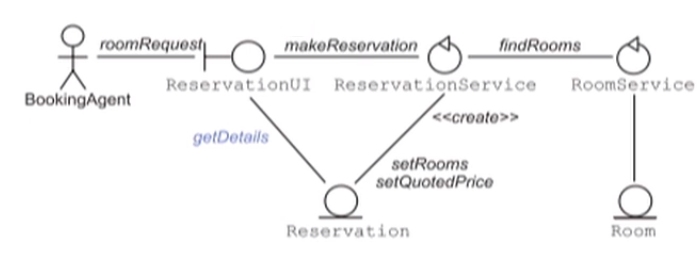 roomRequest
makeReservation
findRooms
BookingAgent
ReservationUI
ReservationService
RoomService
<<create>>
getDetails
setRooms
setQuotedPrice
Reservation
Room